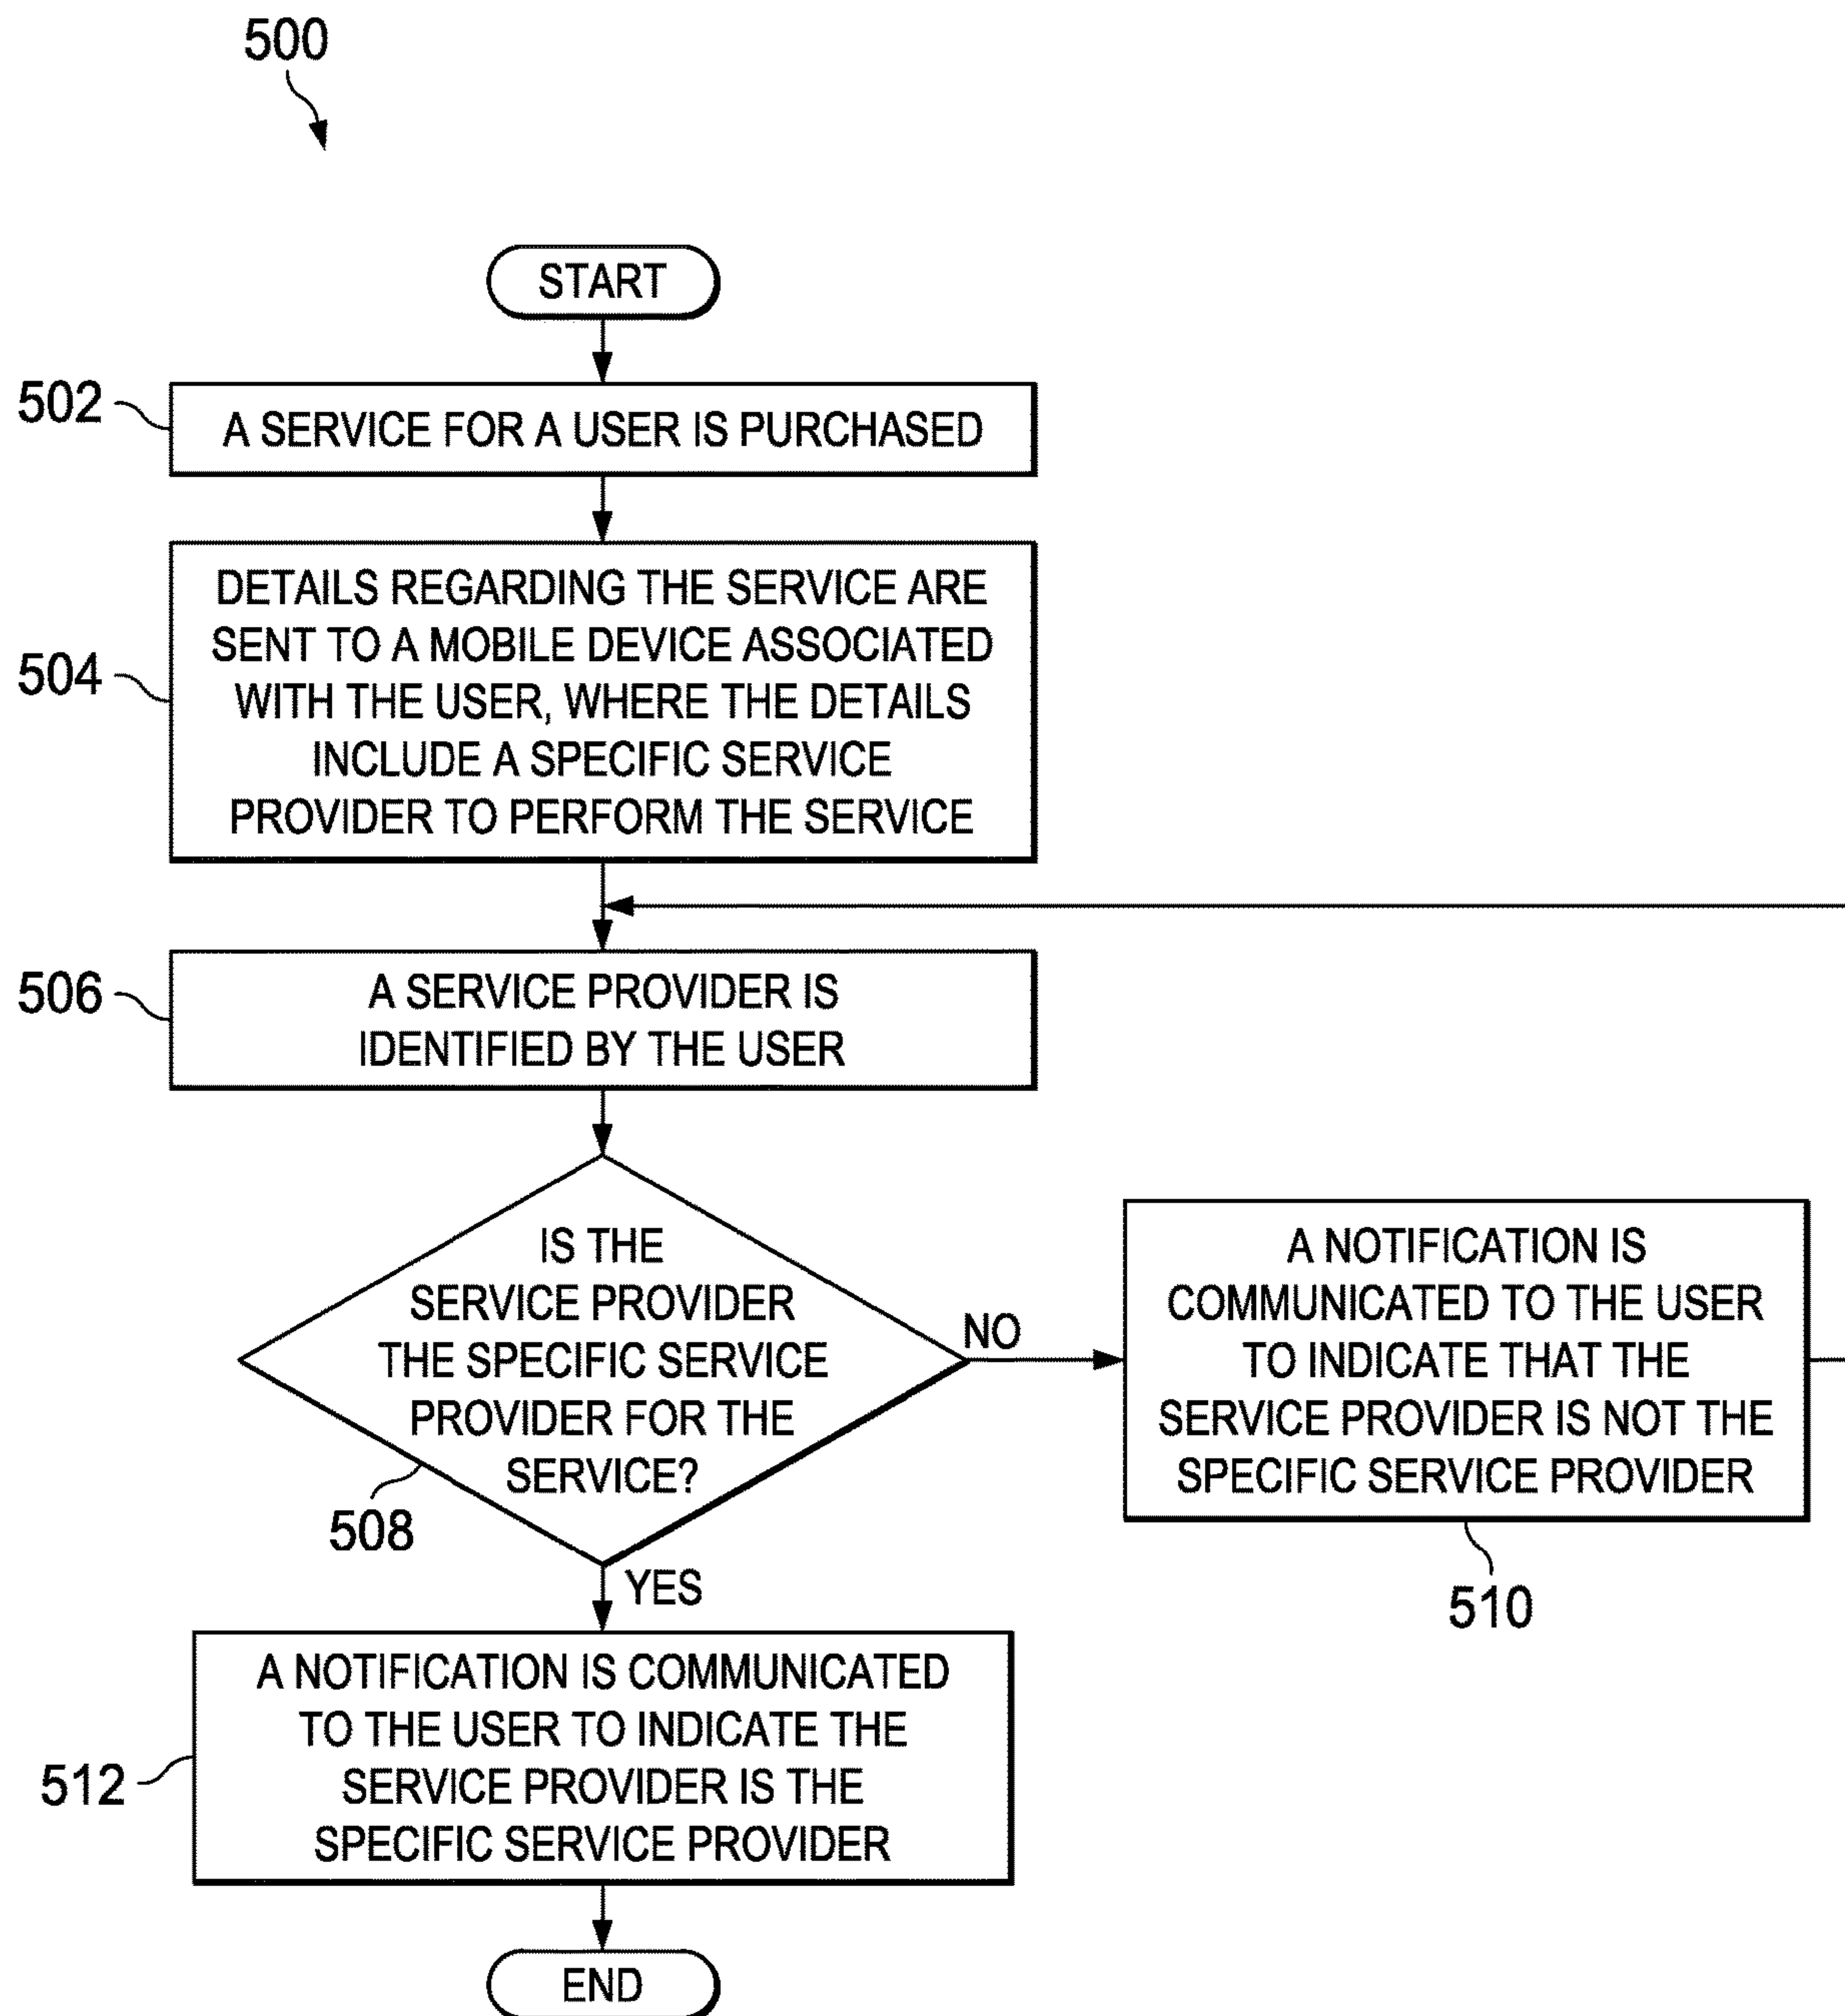 500
START
502
A SERVICE FOR A USER IS PURCHASED
504
DETAILS REGARDING THE SERVICE ARE
SENT TO A MOBILE DEVICE ASSOCIATED
WITH THE USER, WHERE THE DETAILS
INCLUDE A SPECIFIC SERVICE
PROVIDER TO PERFORM THE SERVICE
506
A SERVICE PROVIDER IS
IDENTIFIED BY THE USER
IS THE
SERVICE PROVIDER
THE SPECIFIC SERVICE
PROVIDER FOR THE
SERVICE?
508
NO
A NOTIFICATION IS
COMMUNICATED TO THE USER
TO INDICATE THAT THE
SERVICE PROVIDER IS NOT THE
SPECIFIC SERVICE PROVIDER
510
YES
512
A NOTIFICATION IS COMMUNICATED
TO THE USER TO INDICATE THE
SERVICE PROVIDER IS THE
SPECIFIC SERVICE PROVIDER
END